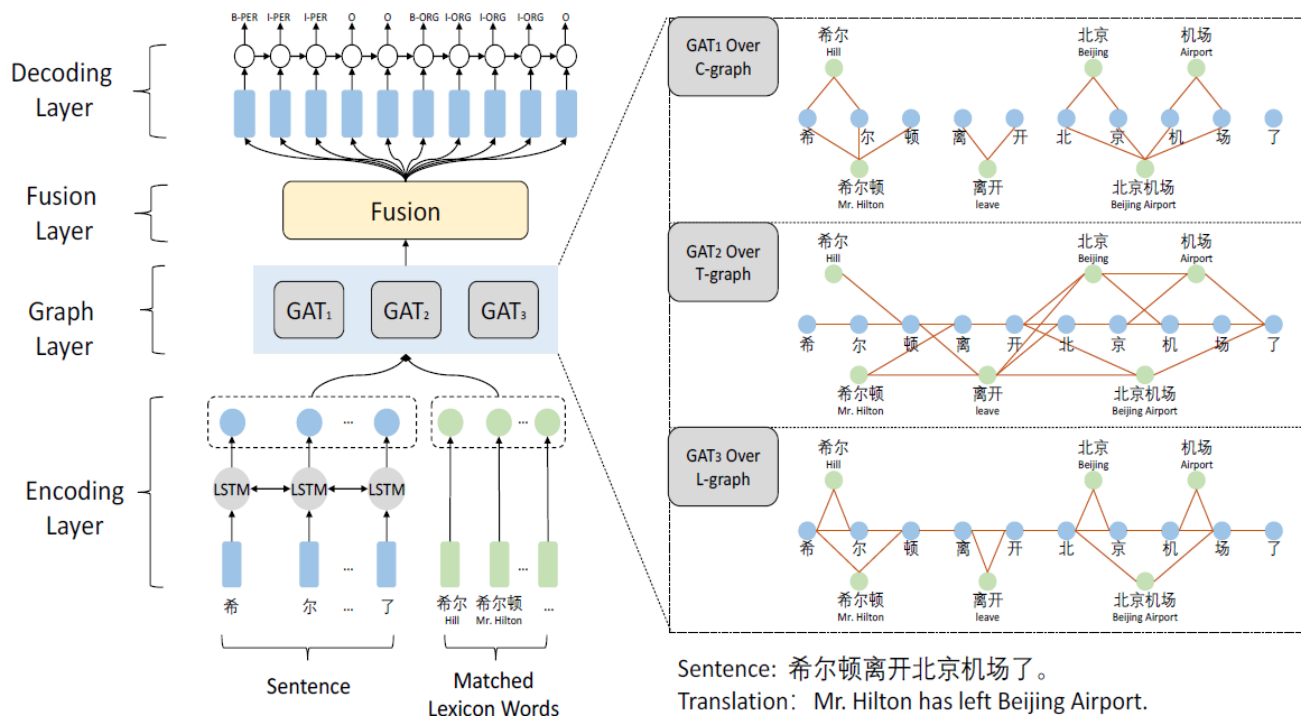 B-PER I-PER I-PER O O B-ORG I-ORG I-ORG I-ORG O
Decoding
Layer
Fusion
Layer
Fusion
Graph
Layer
GAT1 GAT2 GAT3
Encoding
Layer
... ...
LSTM LSTM LSTM
... ...
希 尔 ... 了 希尔 希尔顿 ...
Hill Mr. Hilton
Sentence
Matched
Lexicon Words
GAT1 Over
C-graph
希尔 北京 机场
Hill Beijing Airport
希 尔 顿 离 开 北 京 机 场 了
希尔顿 离开 北京机场
Mr. Hilton leave Beijing Airport
GAT2 Over
T-graph
希尔 北京 机场
Hill Beijing Airport
希 尔 顿 离 开 北 京 机 场 了
希尔顿 离开 北京机场
Mr. Hilton leave Beijing Airport
GAT3 Over
L-graph
希尔 北京 机场
Hill Beijing Airport
希 尔 顿 离 开 北 京 机 场 了
希尔顿 离开 北京机场
Mr. Hilton leave Beijing Airport
Sentence: 希尔顿离开北京机场了。
Translation: Mr. Hilton has left Beijing Airport.